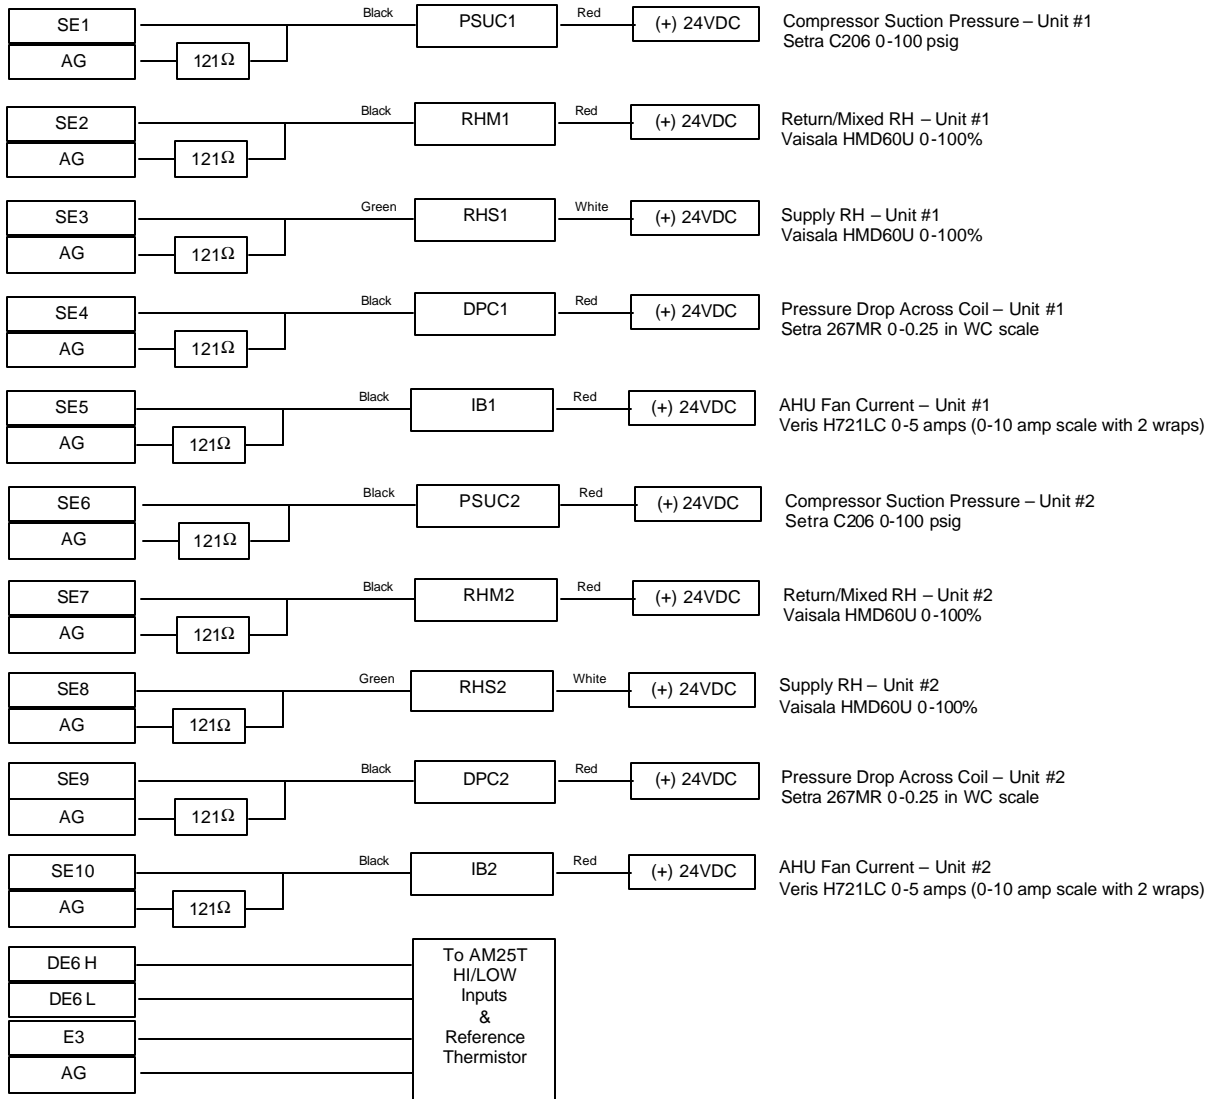 SE1 Black PSUC1 Red (+) 24VDC Compressor Suction Pressure – Unit #1
AG 121Ω Setra C206 0-100 psig
SE2 Black RHM1 Red (+) 24VDC Return/Mixed RH – Unit #1
AG 121Ω Vaisala HMD60U 0-100%
SE3 Green RHS1 White (+) 24VDC Supply RH – Unit #1
AG 121Ω Vaisala HMD60U 0-100%
SE4 Black DPC1 Red (+) 24VDC Pressure Drop Across Coil – Unit #1
AG 121Ω Setra 267MR 0-0.25 in WC scale
SE5 Black IB1 Red (+) 24VDC AHU Fan Current – Unit #1
AG 121Ω Veris H721LC 0-5 amps (0-10 amp scale with 2 wraps)
SE6 Black PSUC2 Red (+) 24VDC Compressor Suction Pressure – Unit #2
AG 121Ω Setra C206 0-100 psig
SE7 Black RHM2 Red (+) 24VDC Return/Mixed RH – Unit #2
AG 121Ω Vaisala HMD60U 0-100%
SE8 Green RHS2 White (+) 24VDC Supply RH – Unit #2
AG 121Ω Vaisala HMD60U 0-100%
SE9 Black DPC2 Red (+) 24VDC Pressure Drop Across Coil – Unit #2
AG 121Ω Setra 267MR 0-0.25 in WC scale
SE10 Black IB2 Red (+) 24VDC AHU Fan Current – Unit #2
AG 121Ω Veris H721LC 0-5 amps (0-10 amp scale with 2 wraps)
DE6 H
DE6 L
E3
AG
To AM25T
HI/LOW
Inputs
&
Reference
Thermistor